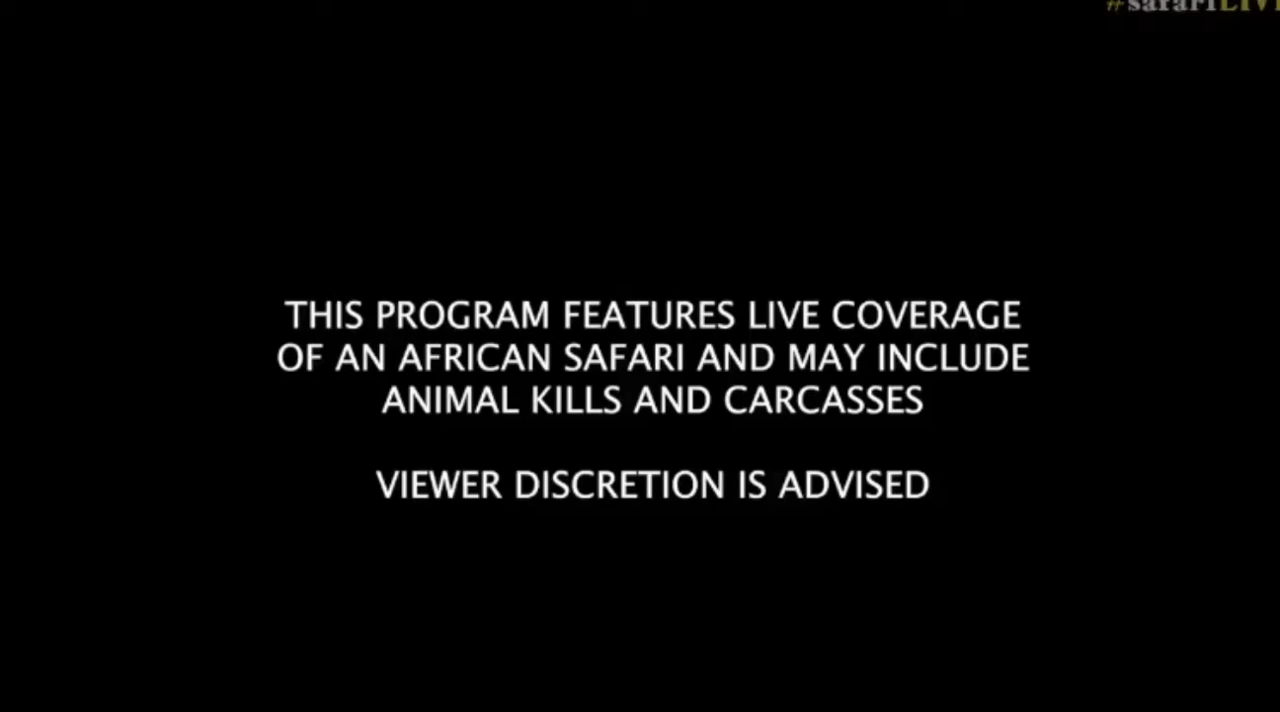 #safariLIVE
THIS PROGRAM FEATURES LIVE COVERAGE
OF AN AFRICAN SAFARI AND MAY INCLUDE
ANIMAL KILLS AND CARCASSES
VIEWER DISCRETION IS ADVISED